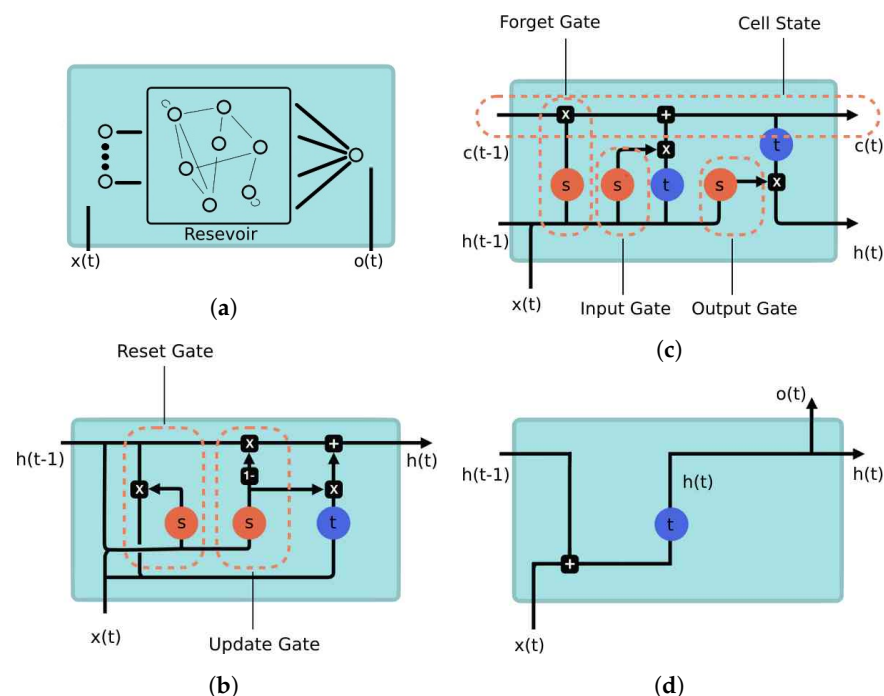 Resevoir
x(t)
o(t)
(a)
Forget Gate
Cell State
x
+
c(t-1)
c(t)
t
x
s
s
t
s
x
h(t-1)
h(t)
x(t)
Input Gate
Output Gate
(c)
Reset Gate
h(t-1)
x
+
h(t)
1-
x
x
s
s
t
x(t)
Update Gate
(b)
o(t)
h(t-1)
h(t)
h(t)
t
+
x(t)
(d)